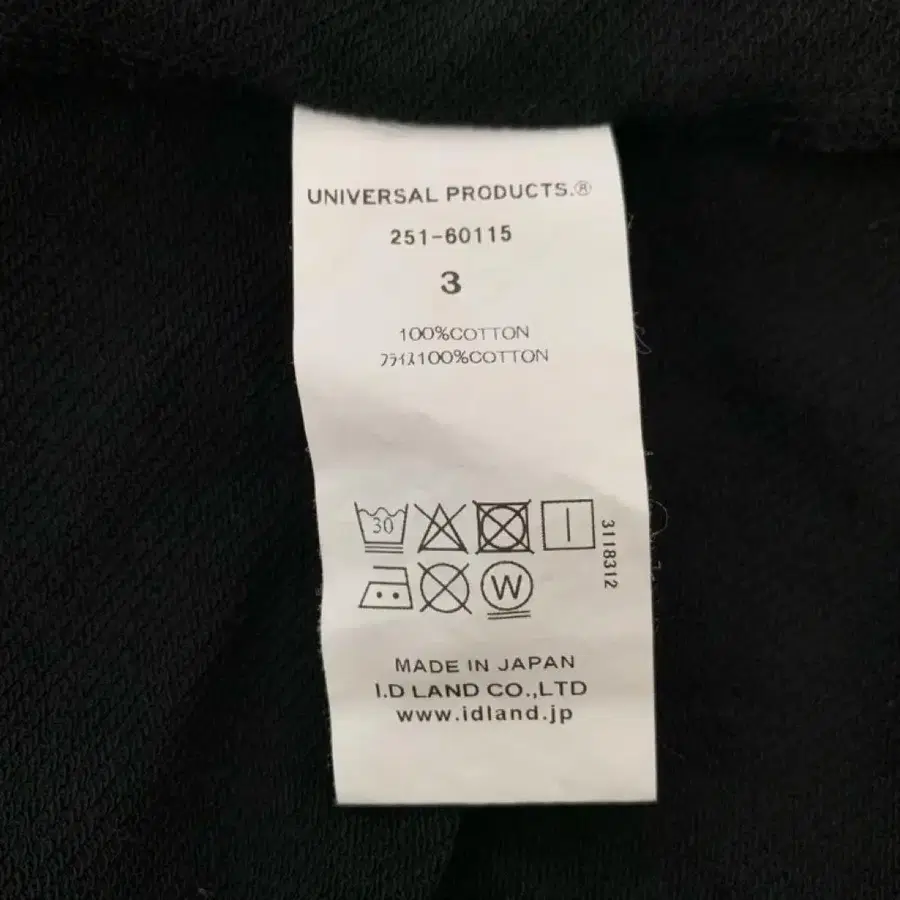 UNIVERSAL PRODUCTS.®
251-60115
3
100%COTTON
フライス100%COTTON
30
W
3118312
MADE IN JAPAN
I.D LAND CO.,LTD
www.idland.jp